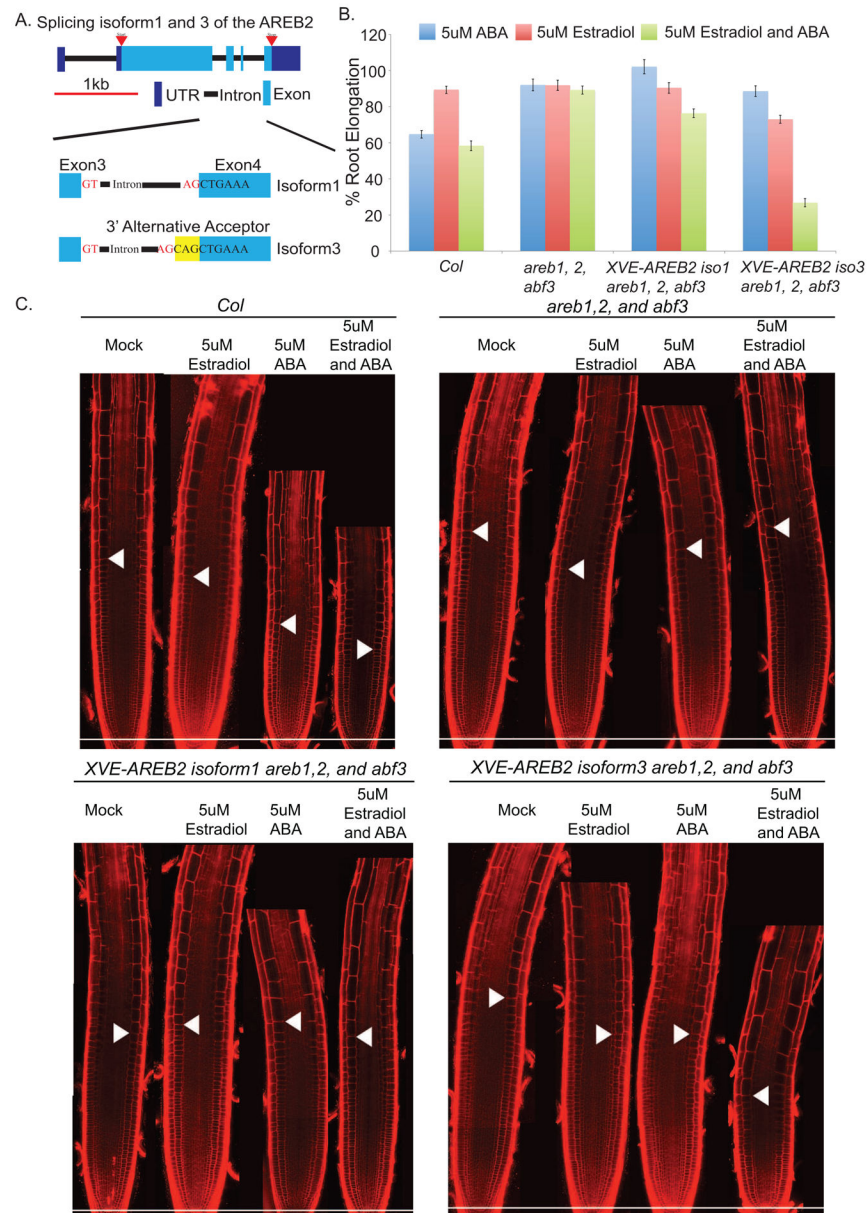 A.
Splicing isoform1 and 3 of the AREB2
1kb
UTR
Intron
Exon
Exon3
Exon4
GT
Intron
AGCTGAAA
Isoform1
3' Alternative Acceptor
GT
Intron
AGCAGCTGAAA
Isoform3
B.
5uM ABA
5uM Estradiol
5uM Estradiol and ABA
% Root Elongation
120
100
80
60
40
20
0
Col
areb1, 2,
abf3
XVE-AREB2 iso1
areb1, 2, abf3
XVE-AREB2 iso3
areb1, 2, abf3
C.
Col
Mock
5uM
Estradiol
5uM
ABA
5uM
Estradiol
and ABA
areb1,2, and abf3
Mock
5uM
Estradiol
5uM
ABA
5uM
Estradiol
and ABA
XVE-AREB2 isoform1 areb1,2, and abf3
Mock
5uM
Estradiol
5uM
ABA
5uM
Estradiol
and ABA
XVE-AREB2 isoform3 areb1,2, and abf3
Mock
5uM
Estradiol
5uM
ABA
5uM
Estradiol
and ABA